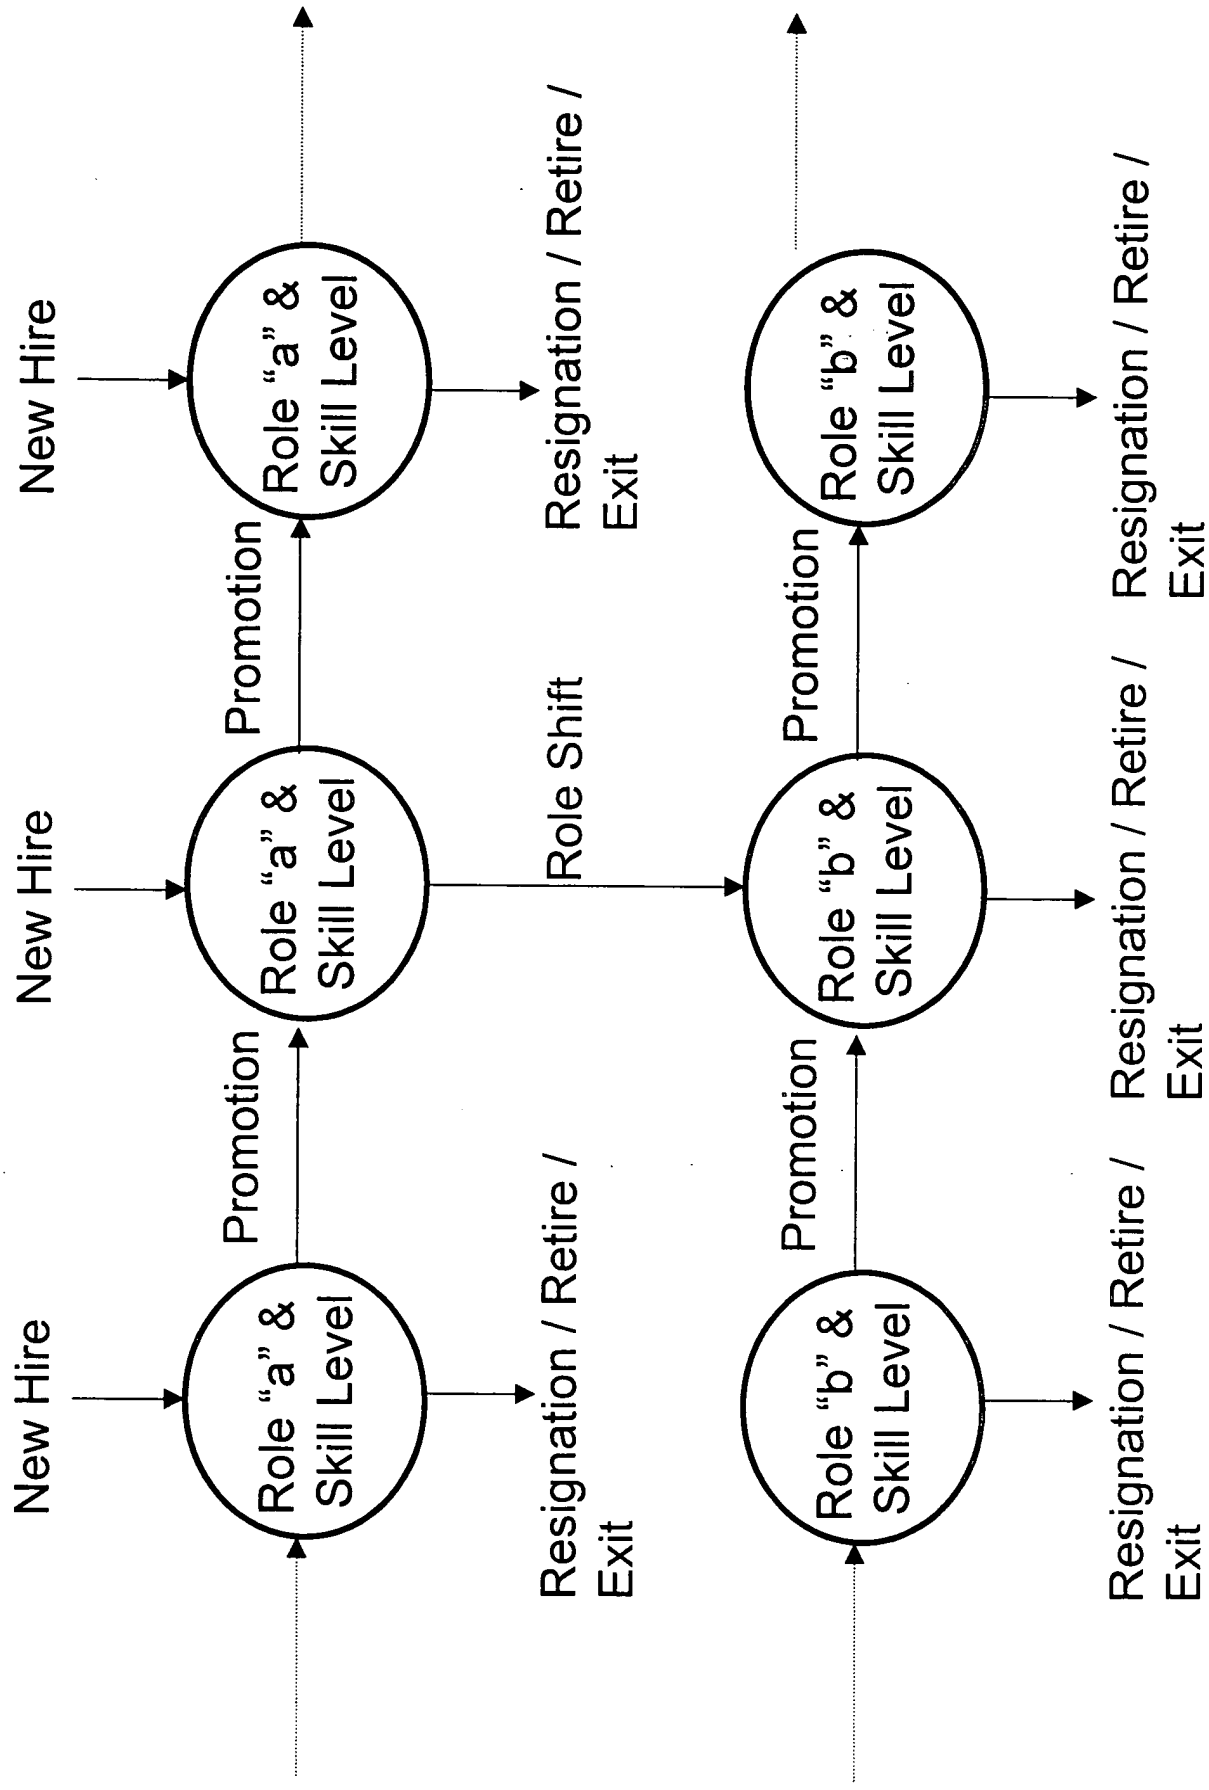 New Hire
New Hire
New Hire
Promotion
Promotion
Role “a” &
Skill Level
Role “a” &
Skill Level
Role “a” &
Skill Level
Resignation / Retire /
Exit
Role Shift
Resignation / Retire /
Exit
Promotion
Promotion
Role “b” &
Skill Level
Role “b” &
Skill Level
Role “b” &
Skill Level
Resignation / Retire /
Exit
Resignation / Retire /
Exit
Resignation / Retire /
Exit